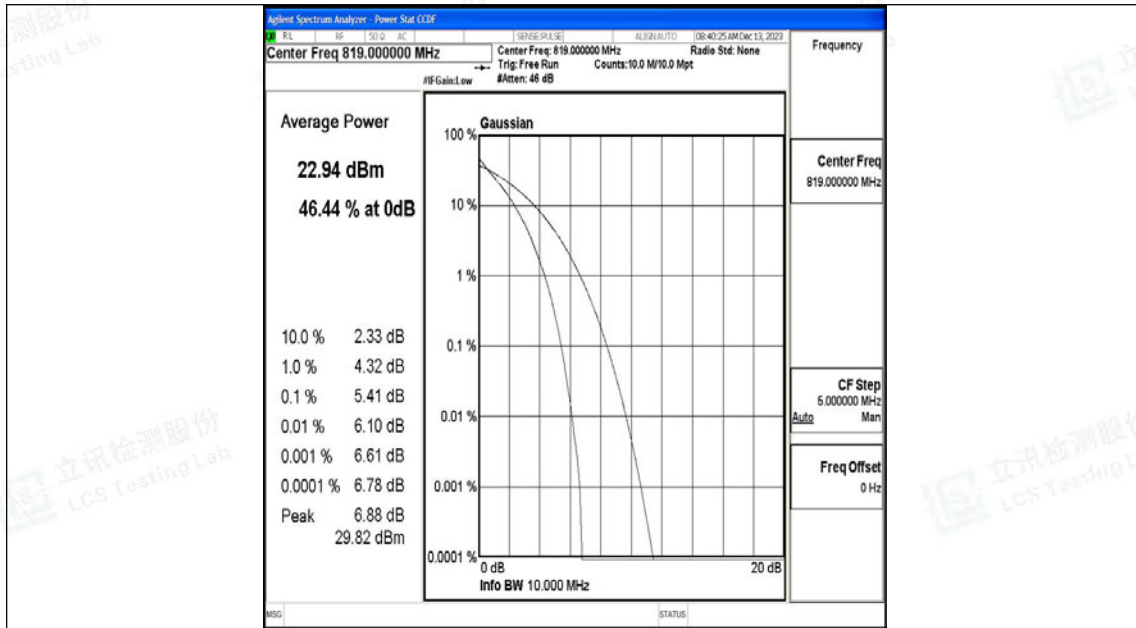 Agilent Spectrum Analyzer - Power Stat CCDF
RL RF 50 Ω AC SENSE:PULSE ALIGNAUTO 08:40:25 AM Dec 13, 2023
Center Freq 819.000000 MHz
Center Freq: 819.000000 MHz
Radio Std: None
Trig: Free Run
Counts:10.0 M/10.0 Mpt
#IFGain:Low
#Atten: 46 dB
Frequency
Average Power
22.94 dBm
46.44 % at 0dB
10.0 % 2.33 dB
1.0 % 4.32 dB
0.1 % 5.41 dB
0.01 % 6.10 dB
0.001 % 6.61 dB
0.0001 % 6.78 dB
Peak 6.88 dB
29.82 dBm
Gaussian
100 %
10 %
1 %
0.1 %
0.01 %
0.001 %
0.0001 %
0 dB
20 dB
Info BW 10.000 MHz
Center Freq
819.000000 MHz
CF Step
5.000000 MHz
Auto Man
Freq Offset
0 Hz
MSG
STATUS
立讯检测股份
LCS Testing Lab
立讯检测股份
LCS Testing L